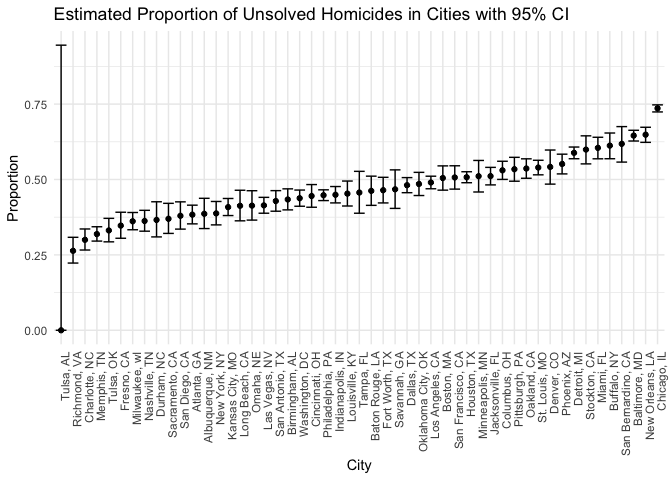 Estimated Proportion of Unsolved Homicides in Cities with 95% CI
Proportion
0.75
0.50
0.25
0.00
Tulsa, AL
Richmond, VA
Charlotte, NC
Memphis, TN
Tulsa, OK
Fresno, CA
Milwaukee, wI
Nashville, TN
Durham, NC
Sacramento, CA
San Diego, CA
Atlanta, GA
Albuquerque, NM
New York, NY
Kansas City, MO
Long Beach, CA
Omaha, NE
Las Vegas, NV
San Antonio, TX
Birmingham, AL
Washington, DC
Cincinnati, OH
Philadelphia, PA
Indianapolis, IN
Louisville, KY
Tampa, FL
Baton Rouge, LA
Fort Worth, TX
Savannah, GA
Dallas, TX
Oklahoma City, OK
Los Angeles, CA
Boston, MA
San Francisco, CA
Houston, TX
Minneapolis, MN
Jacksonville, FL
Columbus, OH
Pittsburgh, PA
Oakland, CA
St. Louis, MO
Denver, CO
Phoenix, AZ
Detroit, MI
Stockton, CA
Miami, FL
Buffalo, NY
San Bernardino, CA
Baltimore, MD
New Orleans, LA
Chicago, IL
City